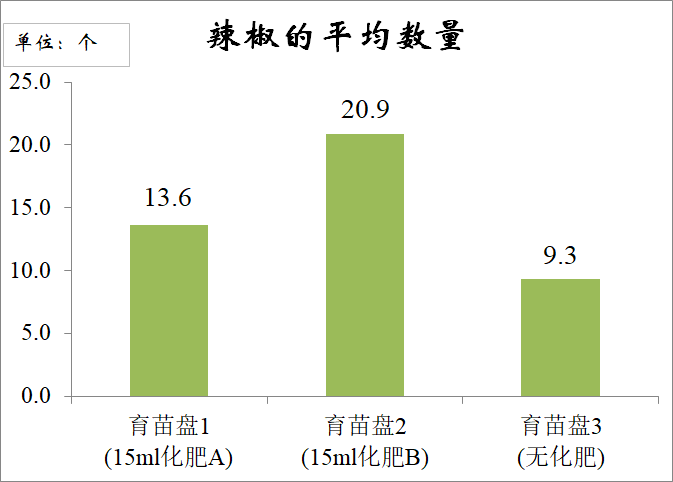 辣椒的平均数量
单位：个
25.0
20.0
15.0
10.0
5.0
0.0
13.6
20.9
9.3
育苗盘1
(15ml化肥A)
育苗盘2
(15ml化肥B)
育苗盘3
(无化肥)